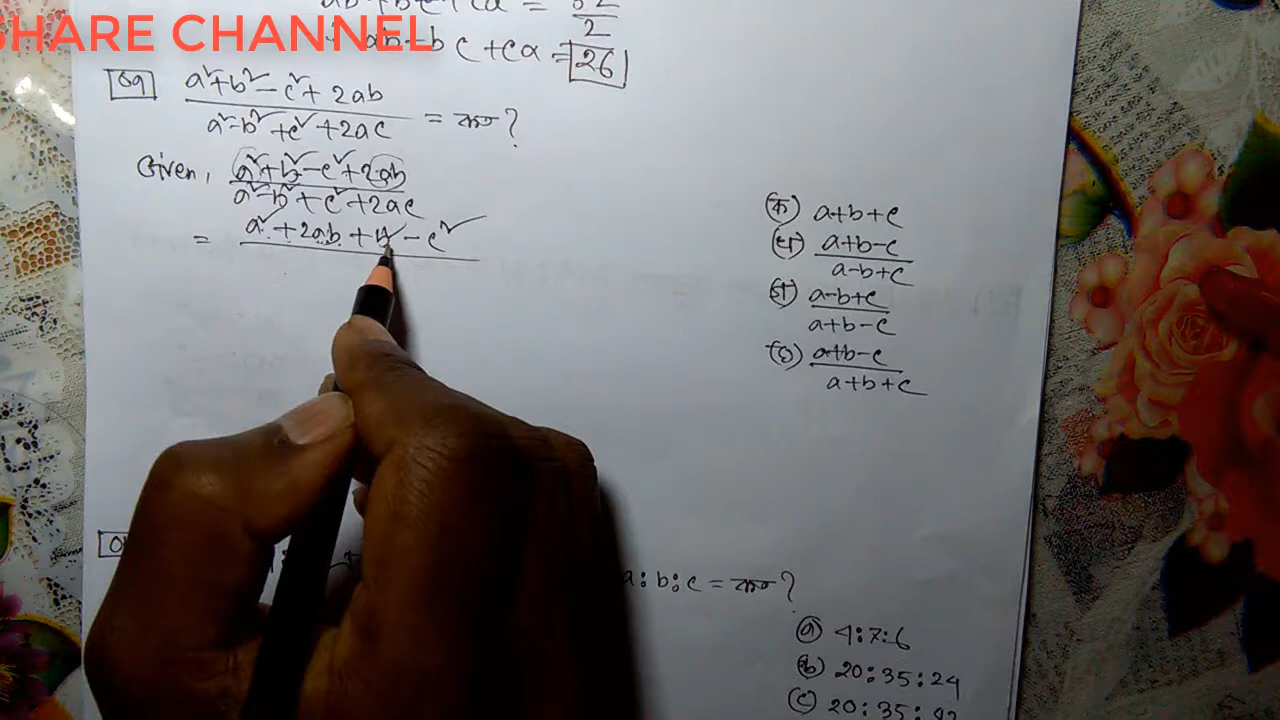 SHARE CHANNEL
ab+bc+ca =
2
ab+bc+ca = 26
09
a²+b²-c²+2ab
a²-b²+c²+2ac
= কত?
Given,
a²+b²-c²+2ab
a²-b²+c²+2ac
= a²+2ab+b²-c²
(ক) a+b+c
(খ) a+b-c
a-b+c
(গ) a-b+c
a+b-c
(ঘ) a+b-c
a+b+c
a:b:c = কত?
(a) 4:7:6
(b) 20:35:24
(c) 20:35: